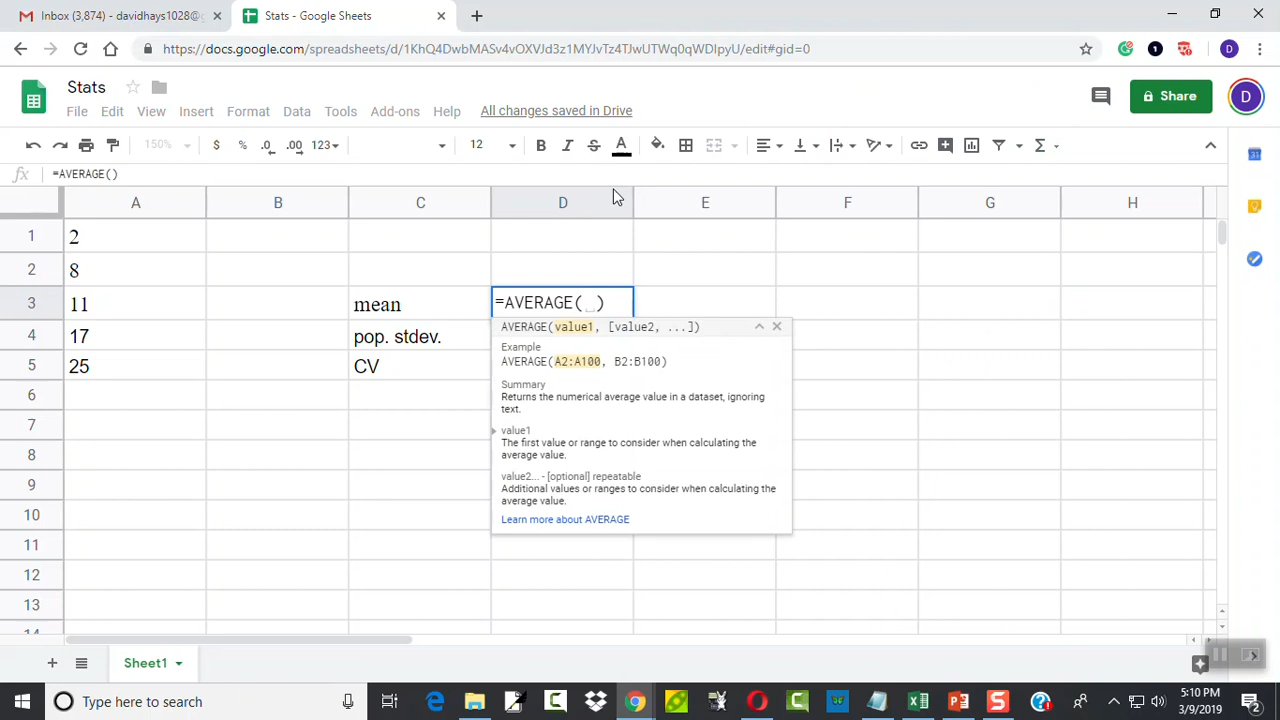 Inbox (3,874) - davidhays1028@g
Stats - Google Sheets
https://docs.google.com/spreadsheets/d/1KhQ4DwbMASv4vOXVJd3z1MYJvTz4TJwUTWq0qWDIpyU/edit#gid=0
D
Stats
File Edit View Insert Format Data Tools Add-ons Help All changes saved in Drive
Share
D
150% $ % .0 .00 123 12 B I S A
fx =AVERAGE()
A B C D E F G H
1 2
2 8
3 11 mean =AVERAGE( _ )
4 17 pop. stdev.
5 25 CV
6
7
8
9
10
11
12
13
14
AVERAGE(value1, [value2, ...])
Example
AVERAGE(A2:A100, B2:B100)
Summary
Returns the numerical average value in a dataset, ignoring
text.
value1
The first value or range to consider when calculating the
average value.
value2... - [optional] repeatable
Additional values or ranges to consider when calculating the
average value.
Learn more about AVERAGE
Sheet1
Type here to search
5:10 PM
3/9/2019
2